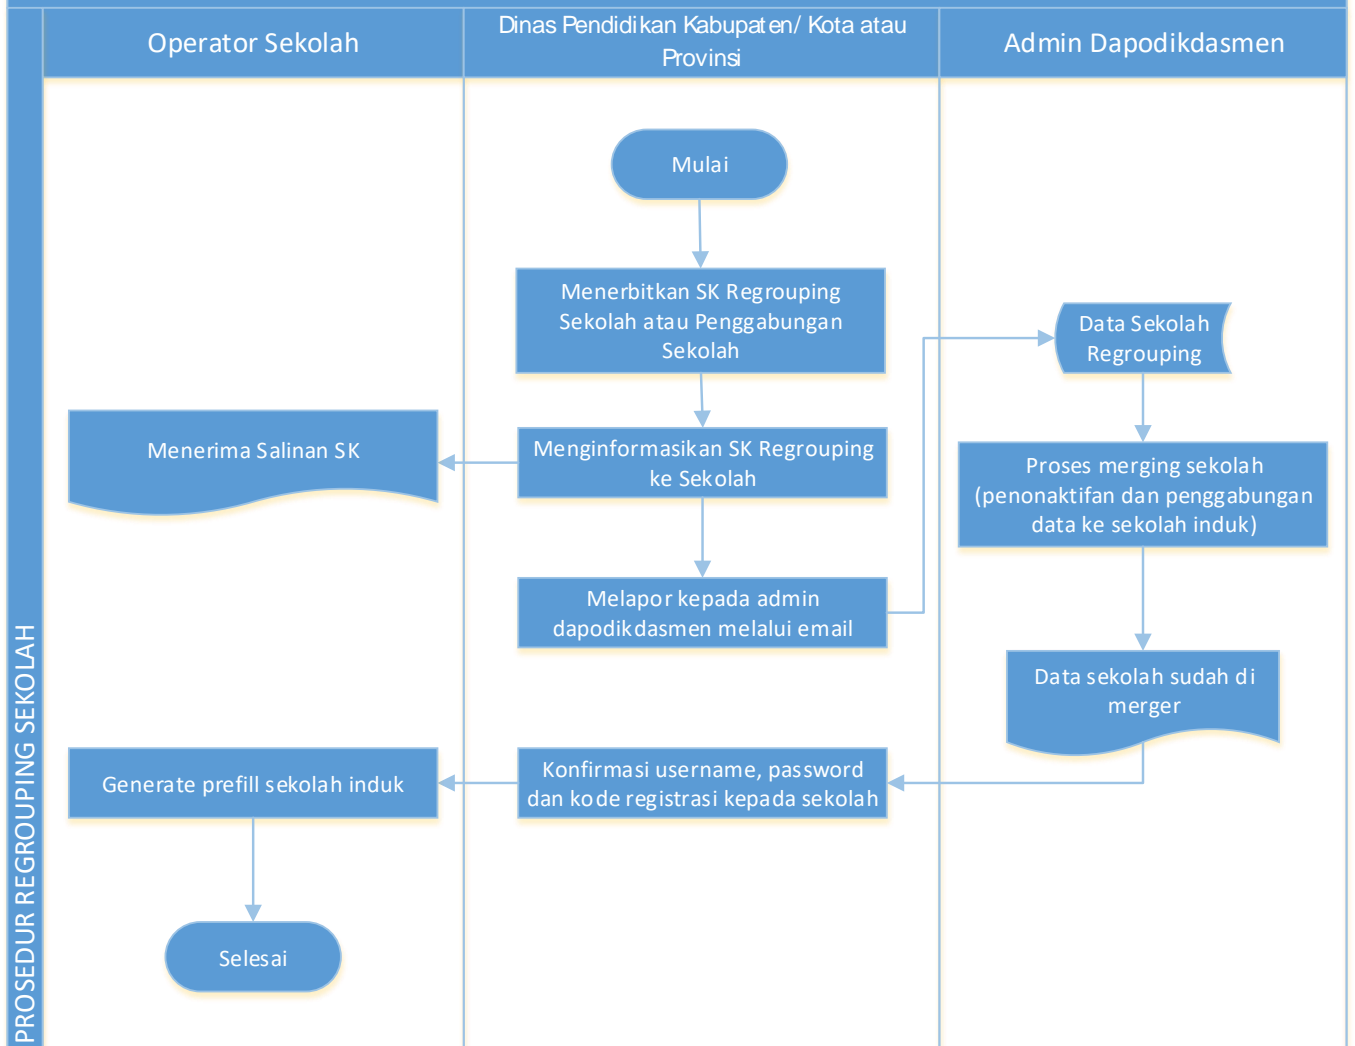 Operator Sekolah
Dinas Pendidikan Kabupaten/ Kota atau
Provinsi
Admin Dapodikdasmen
PROSEDUR REGROUPING SEKOLAH
Mulai
Menerbitkan SK Regrouping
Sekolah atau Penggabungan
Sekolah
Data Sekolah
Regrouping
Menerima Salinan SK
Menginformasikan SK Regrouping
ke Sekolah
Proses merging sekolah
(penonaktifan dan penggabungan
data ke sekolah induk)
Melapor kepada admin
dapodikdasmen melalui email
Data sekolah sudah di
merger
Generate prefill sekolah induk
Konfirmasi username, password
dan kode registrasi kepada sekolah
Selesai